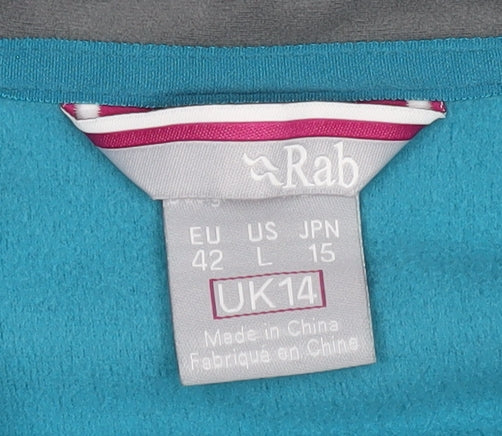 Rab
EU US JPN
42 L 15
UK14
Made in China
Fabriqué en Chine